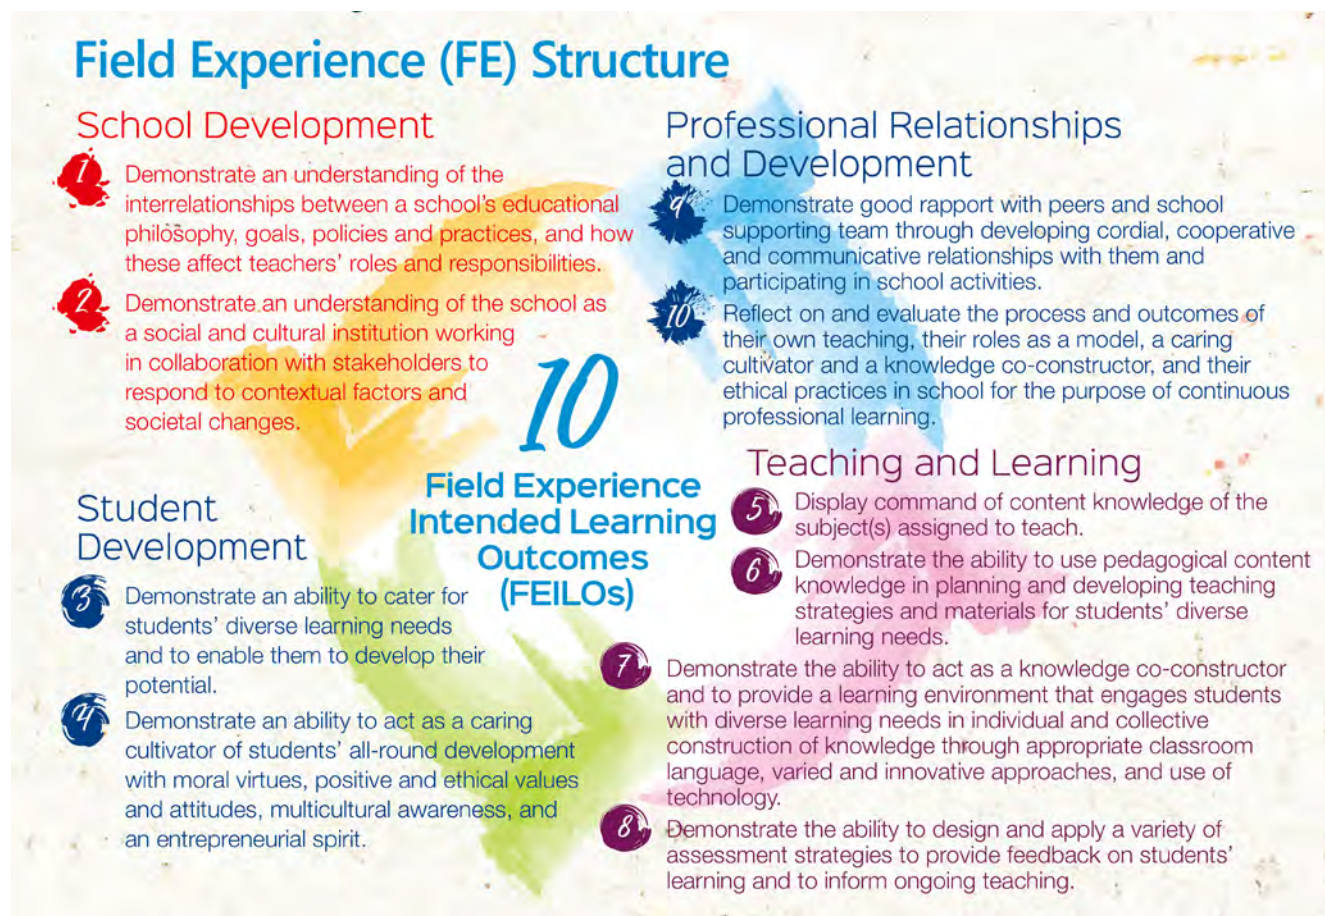 Field Experience (FE) Structure
School Development
1
Demonstrate an understanding of the
interrelationships between a school's educational
philosophy, goals, policies and practices, and how
these affect teachers' roles and responsibilities.
2
Demonstrate an understanding of the school as
a social and cultural institution working
in collaboration with stakeholders to
respond to contextual factors and
societal changes.
Student
Development
3
Demonstrate an ability to cater for
students' diverse learning needs
and to enable them to develop their
potential.
4
Demonstrate an ability to act as a caring
cultivator of students' all-round development
with moral virtues, positive and ethical values
and attitudes, multicultural awareness, and
an entrepreneurial spirit.
10
Field Experience
Intended Learning
Outcomes
(FEILOs)
Professional Relationships
and Development
9
Demonstrate good rapport with peers and school
supporting team through developing cordial, cooperative
and communicative relationships with them and
participating in school activities.
10
Reflect on and evaluate the process and outcomes of
their own teaching, their roles as a model, a caring
cultivator and a knowledge co-constructor, and their
ethical practices in school for the purpose of continuous
professional learning.
Teaching and Learning
5
Display command of content knowledge of the
subject(s) assigned to teach.
6
Demonstrate the ability to use pedagogical content
knowledge in planning and developing teaching
strategies and materials for students' diverse
learning needs.
7
Demonstrate the ability to act as a knowledge co-constructor
and to provide a learning environment that engages students
with diverse learning needs in individual and collective
construction of knowledge through appropriate classroom
language, varied and innovative approaches, and use of
technology.
8
Demonstrate the ability to design and apply a variety of
assessment strategies to provide feedback on students'
learning and to inform ongoing teaching.